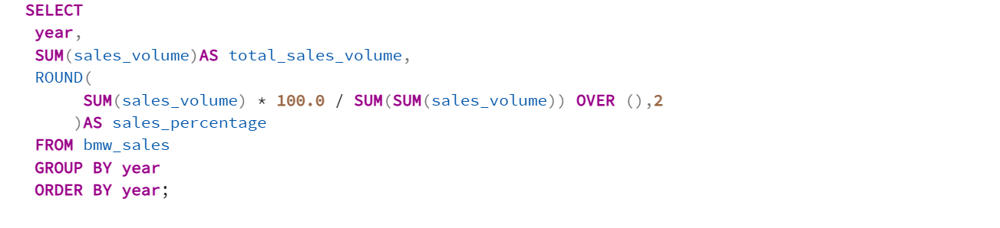 SELECT
year,
SUM(sales_volume)AS total_sales_volume,
ROUND(
SUM(sales_volume) * 100.0 / SUM(SUM(sales_volume)) OVER (),2
)AS sales_percentage
FROM bmw_sales
GROUP BY year
ORDER BY year;